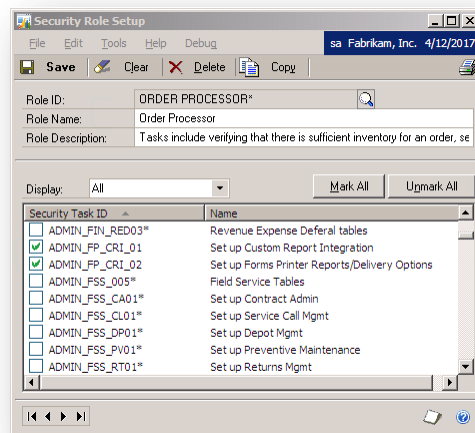 Security Role Setup
File Edit Tools Help Debug sa Fabrikam, Inc. 4/12/2017
Save Clear Delete Copy
Role ID: ORDER PROCESSOR*
Role Name: Order Processor
Role Description: Tasks include verifying that there is sufficient inventory for an order, se
Display: All Mark All Unmark All
Security Task ID Name
ADMIN_FIN_RED03* Revenue Expense Deferal tables
ADMIN_FP_CRI_01 Set up Custom Report Integration
ADMIN_FP_CRI_02 Set up Forms Printer Reports/Delivery Options
ADMIN_FSS_005* Field Service Tables
ADMIN_FSS_CA01* Set up Contract Admin
ADMIN_FSS_CL01* Set up Service Call Mgmt
ADMIN_FSS_DP01* Set up Depot Mgmt
ADMIN_FSS_PV01* Set up Preventive Maintenance
ADMIN_FSS_RT01* Set up Returns Mgmt